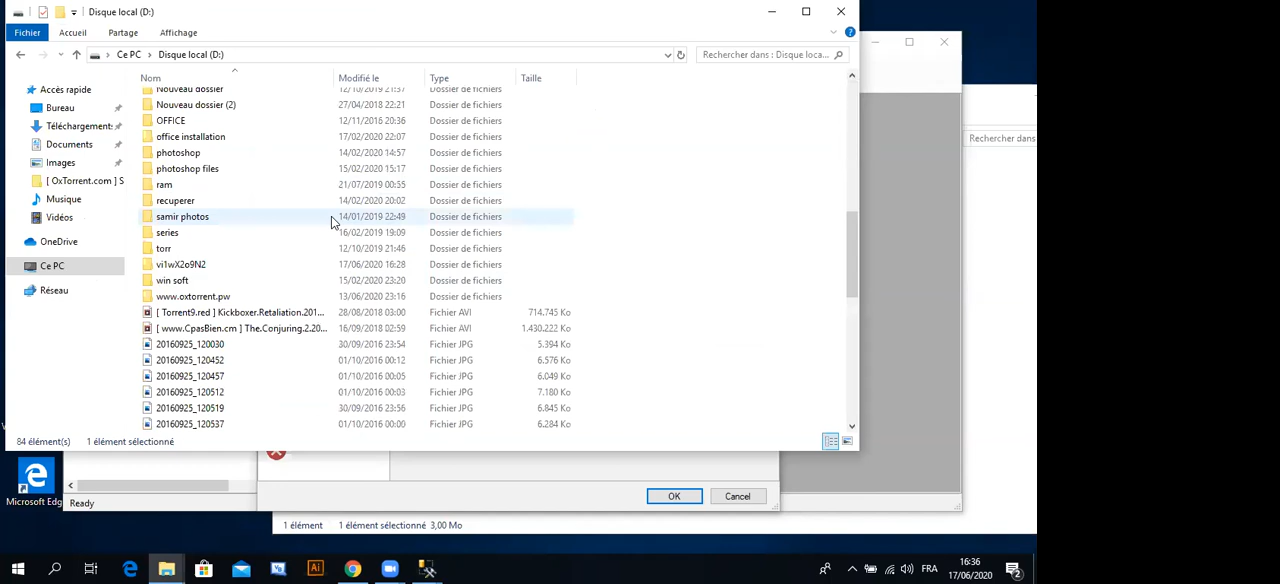 Disque local (D:)
Fichier Accueil Partage Affichage
Ce PC > Disque local (D:) Rechercher dans : Disque loca...
Nom Modifié le Type Taille
Accès rapide
Bureau
Téléchargement:
Documents
Images
[ OxTorrent.com ] S
Musique
Vidéos
OneDrive
Ce PC
Réseau
Nouveau dossier 12/10/2019 21:37 Dossier de fichiers
Nouveau dossier (2) 27/04/2018 22:21 Dossier de fichiers
OFFICE 12/11/2016 20:36 Dossier de fichiers
office installation 17/02/2020 22:07 Dossier de fichiers
photoshop 14/02/2020 14:57 Dossier de fichiers
photoshop files 15/02/2020 15:17 Dossier de fichiers
ram 21/07/2019 00:55 Dossier de fichiers
recuperer 14/02/2020 20:02 Dossier de fichiers
samir photos 14/01/2019 22:49 Dossier de fichiers
series 16/02/2019 19:09 Dossier de fichiers
torr 12/10/2019 21:46 Dossier de fichiers
vi1wX2o9N2 17/06/2020 16:28 Dossier de fichiers
win soft 15/02/2020 23:20 Dossier de fichiers
www.oxtorrent.pw 13/06/2020 23:16 Dossier de fichiers
[ Torrent9.red ] Kickboxer.Retaliation.201... 28/08/2018 03:00 Fichier AVI 714.745 Ko
[ www.CpasBien.cm ] The.Conjuring.2.20... 16/09/2018 02:59 Fichier AVI 1.430.222 Ko
20160925_120030 30/09/2016 23:54 Fichier JPG 5.394 Ko
20160925_120452 01/10/2016 00:12 Fichier JPG 6.576 Ko
20160925_120457 01/10/2016 00:05 Fichier JPG 6.049 Ko
20160925_120512 01/10/2016 00:03 Fichier JPG 7.180 Ko
20160925_120519 30/09/2016 23:56 Fichier JPG 6.845 Ko
20160925_120537 01/10/2016 00:00 Fichier JPG 6.284 Ko
84 élément(s) 1 élément sélectionné
Rechercher dans
Microsoft Edg
Ready
OK Cancel
1 élément 1 élément sélectionné 3,00 Mo
FRA
16:36
17/06/2020
2